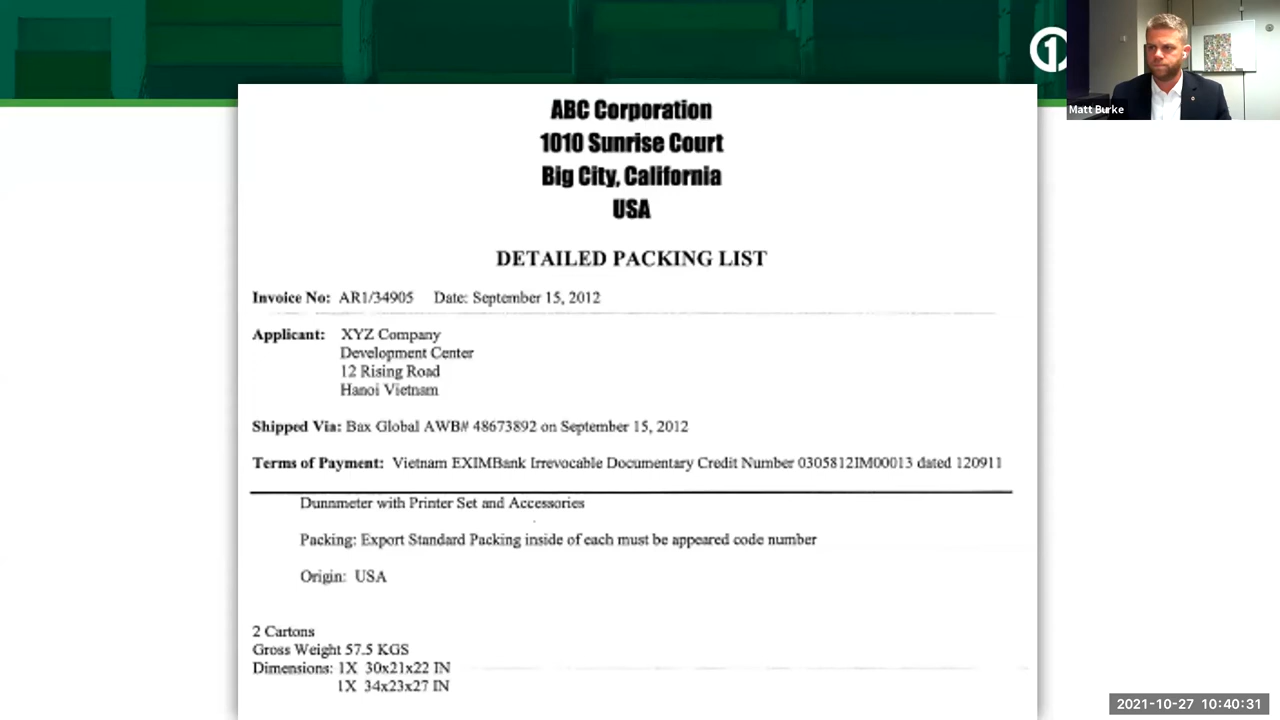 ABC Corporation
1010 Sunrise Court
Big City, California
USA
DETAILED PACKING LIST
Invoice No: AR1/34905 Date: September 15, 2012
Applicant: XYZ Company
Development Center
12 Rising Road
Hanoi Vietnam
Shipped Via: Bax Global AWB# 48673892 on September 15, 2012
Terms of Payment: Vietnam EXIMBank Irrevocable Documentary Credit Number 0305812IM00013 dated 120911
Dunnmeter with Printer Set and Accessories
Packing: Export Standard Packing inside of each must be appeared code number
Origin: USA
2 Cartons
Gross Weight 57.5 KGS
Dimensions: 1X 30x21x22 IN
1X 34x23x27 IN
1
Matt Burke
2021-10-27 10:40:31